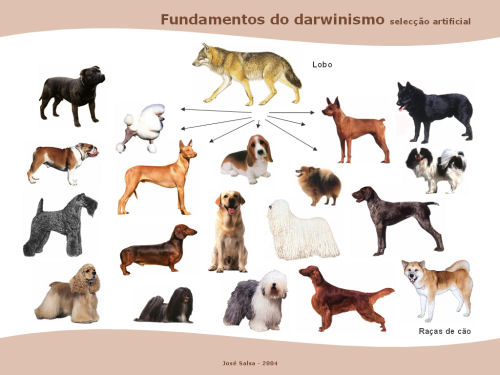 Fundamentos do darwinismo selecção artificial
Lobo
Raças de cão
José Salsa - 2004